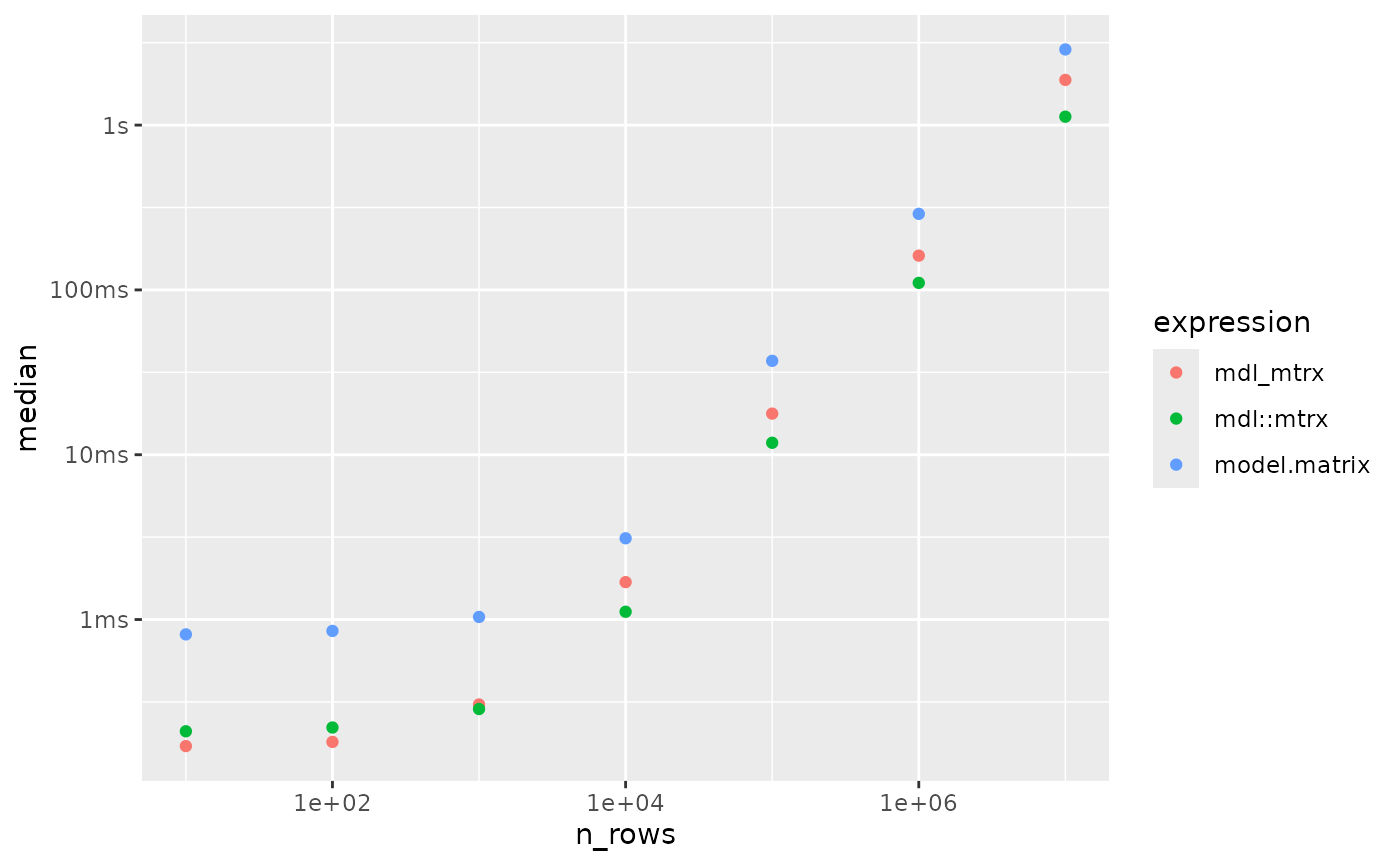 1s
100ms
10ms
1ms
median
1e+02
1e+04
1e+06
n_rows
expression
mdl_mtrx
mdl::mtrx
model.matrix